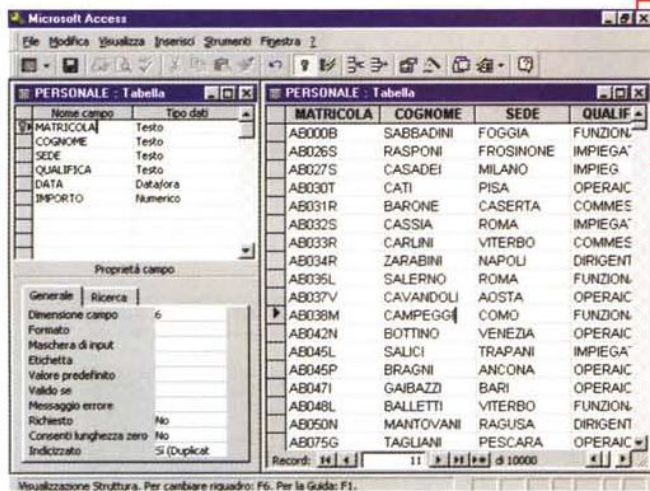 Microsoft Access
File Modifica Visualizza Inserisci Strumenti Finestra ?
PERSONALE : Tabella
Nome campo Tipo dati
MATRICOLA Testo
COGNOME Testo
SEDE Testo
QUALIFICA Testo
DATA Data/ora
IMPORTO Numerico
Proprietà campo
Generale Ricerca
Dimensione campo 6
Formato
Maschera di input
Etichetta
Valore predefinito
Valido se
Messaggio errore
Richiesto No
Consenti lunghezza zero No
Indicizzato Sì (Duplicat
PERSONALE : Tabella
MATRICOLA COGNOME SEDE QUALIF
AB000B SABBADINI FOGGIA FUNZION
AB026S RASPONI FROSINONE IMPIEGA
AB027S CASADEI MILANO IMPIEG
AB030T CATI PISA OPERAIC
AB031R BARONE CASERTA COMMES
AB032S CASSIA ROMA IMPIEGA
AB033R CARLINI VITERBO COMMES
AB034R ZARABINI NAPOLI DIRIGENT
AB035L SALERNO ROMA FUNZION
AB037V CAVANDOLI AOSTA OPERAIC
AB038M CAMPEGGI COMO FUNZION
AB042N BOTTINO VENEZIA OPERAIC
AB045L SALICI TRAPANI IMPIEGA
AB045P BRAGNI ANCONA OPERAIC
AB047I GAIBAZZI BARI OPERAIC
AB048L BALLETTI VITERBO FUNZION
AB050N MANTOVANI RAGUSA DIRIGENT
AB075G TAGLIANI PESCARA OPERAIC
Record: 11 di 10000
Visualizzazione Struttura. Per cambiare riquadro: F6. Per la Guida: F1.